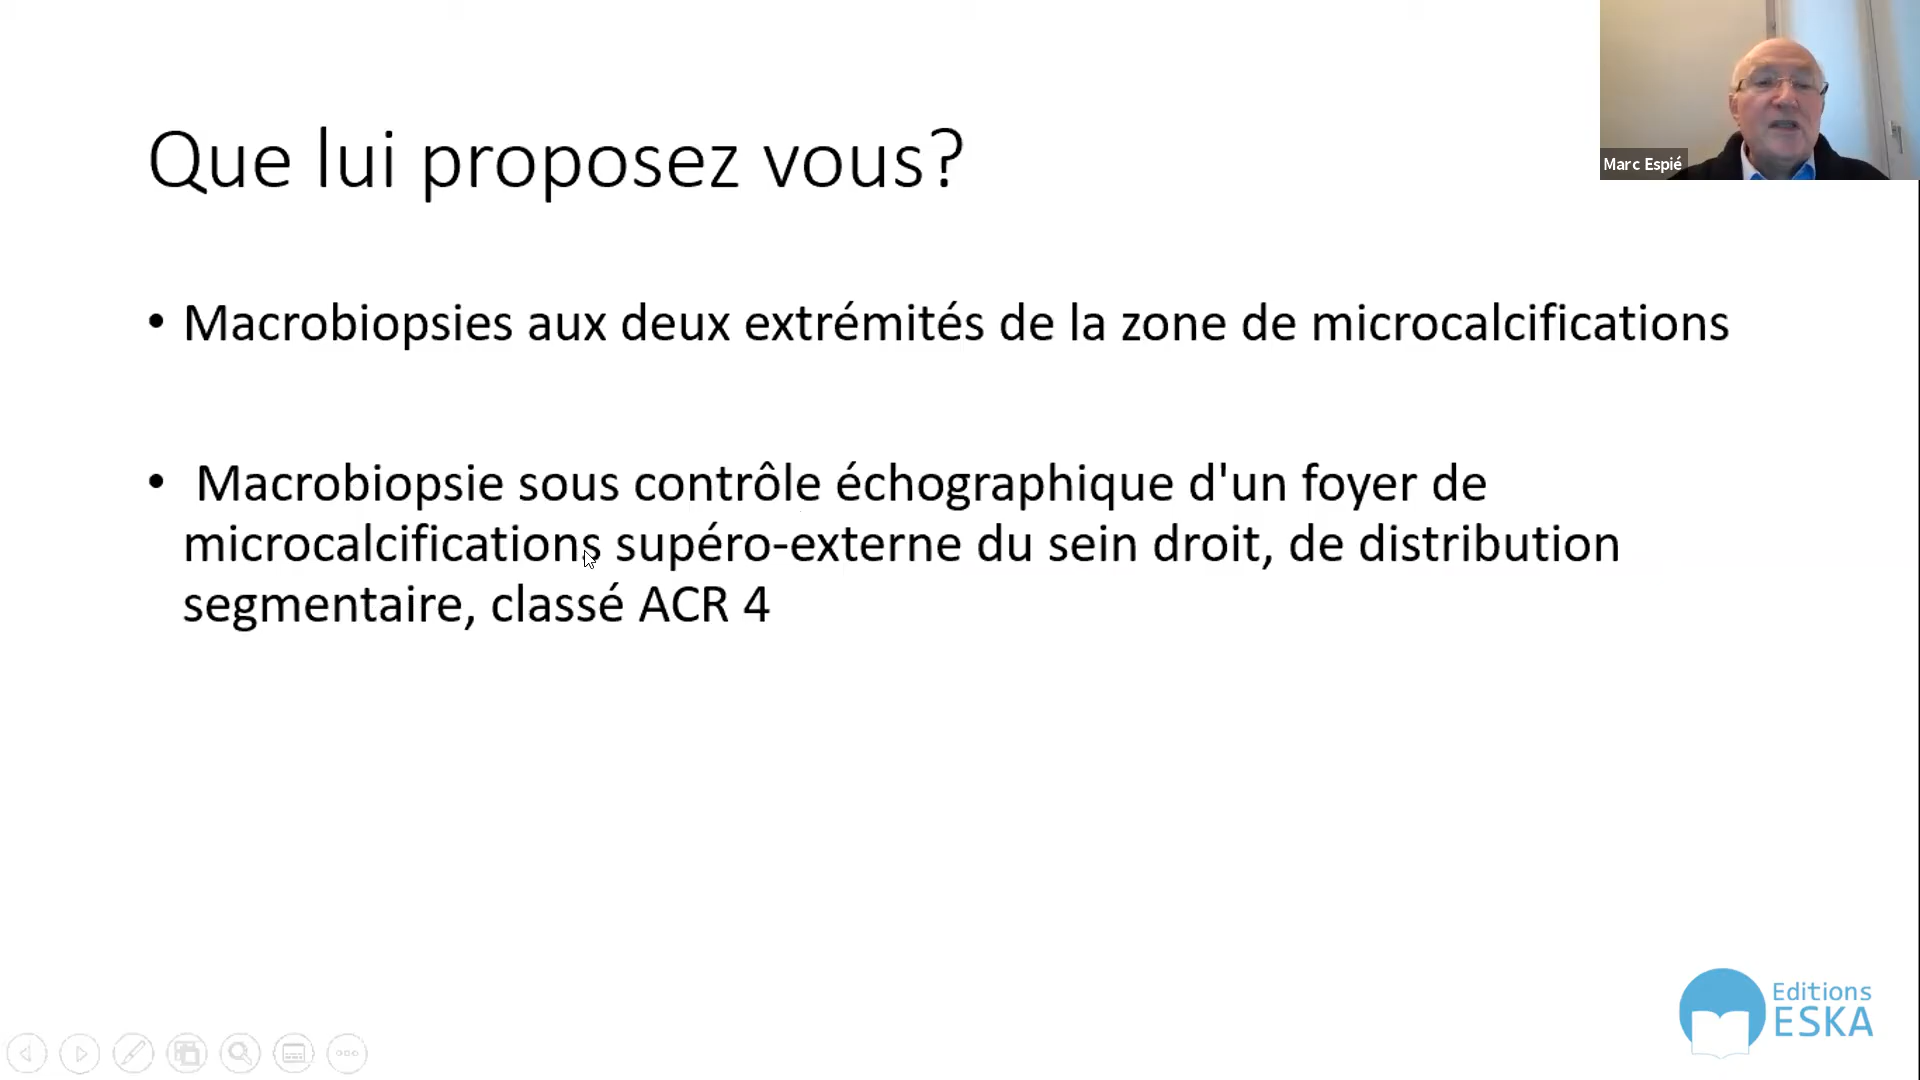 Marc Espié
Que lui proposez vous?
• Macrobiopsies aux deux extrémités de la zone de microcalcifications
• Macrobiopsie sous contrôle échographique d'un foyer de
microcalcifications supéro-externe du sein droit, de distribution
segmentaire, classé ACR 4
Editions
ESKA